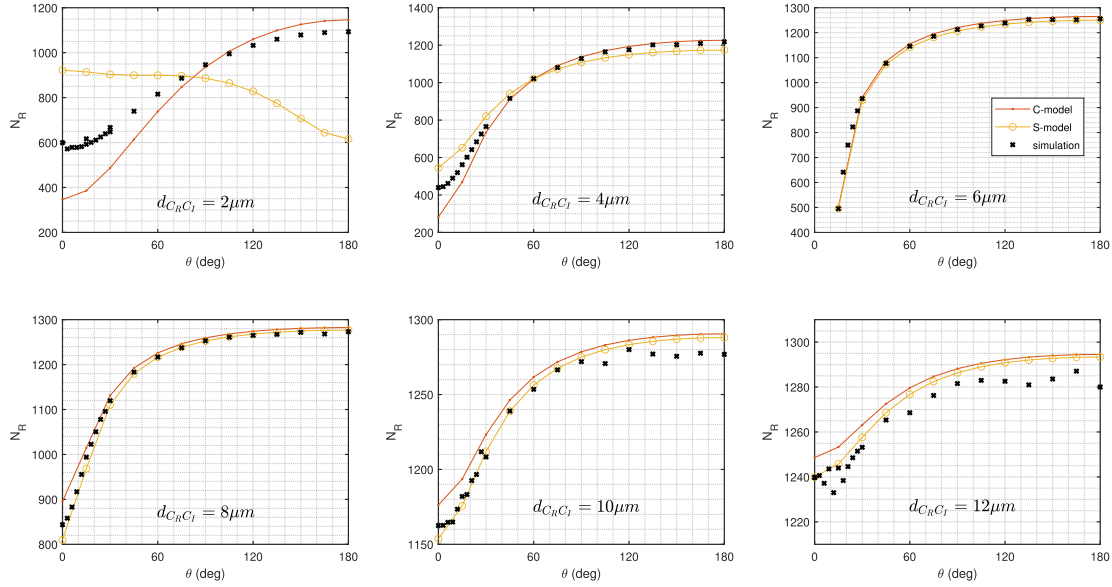 1200
1000
800
600
400
200
N_R
0 60 120 180
θ (deg)
d_{C_R C_I} = 2μm
1400
1200
1000
800
600
400
200
N_R
0 60 120 180
θ (deg)
d_{C_R C_I} = 4μm
1300
1200
1100
1000
900
800
700
600
500
400
N_R
0 60 120 180
θ (deg)
d_{C_R C_I} = 6μm
C-model
S-model
simulation
1300
1200
1100
1000
900
800
N_R
0 60 120 180
θ (deg)
d_{C_R C_I} = 8μm
1300
1250
1200
1150
N_R
0 60 120 180
θ (deg)
d_{C_R C_I} = 10μm
1300
1280
1260
1240
1220
N_R
0 60 120 180
θ (deg)
d_{C_R C_I} = 12μm